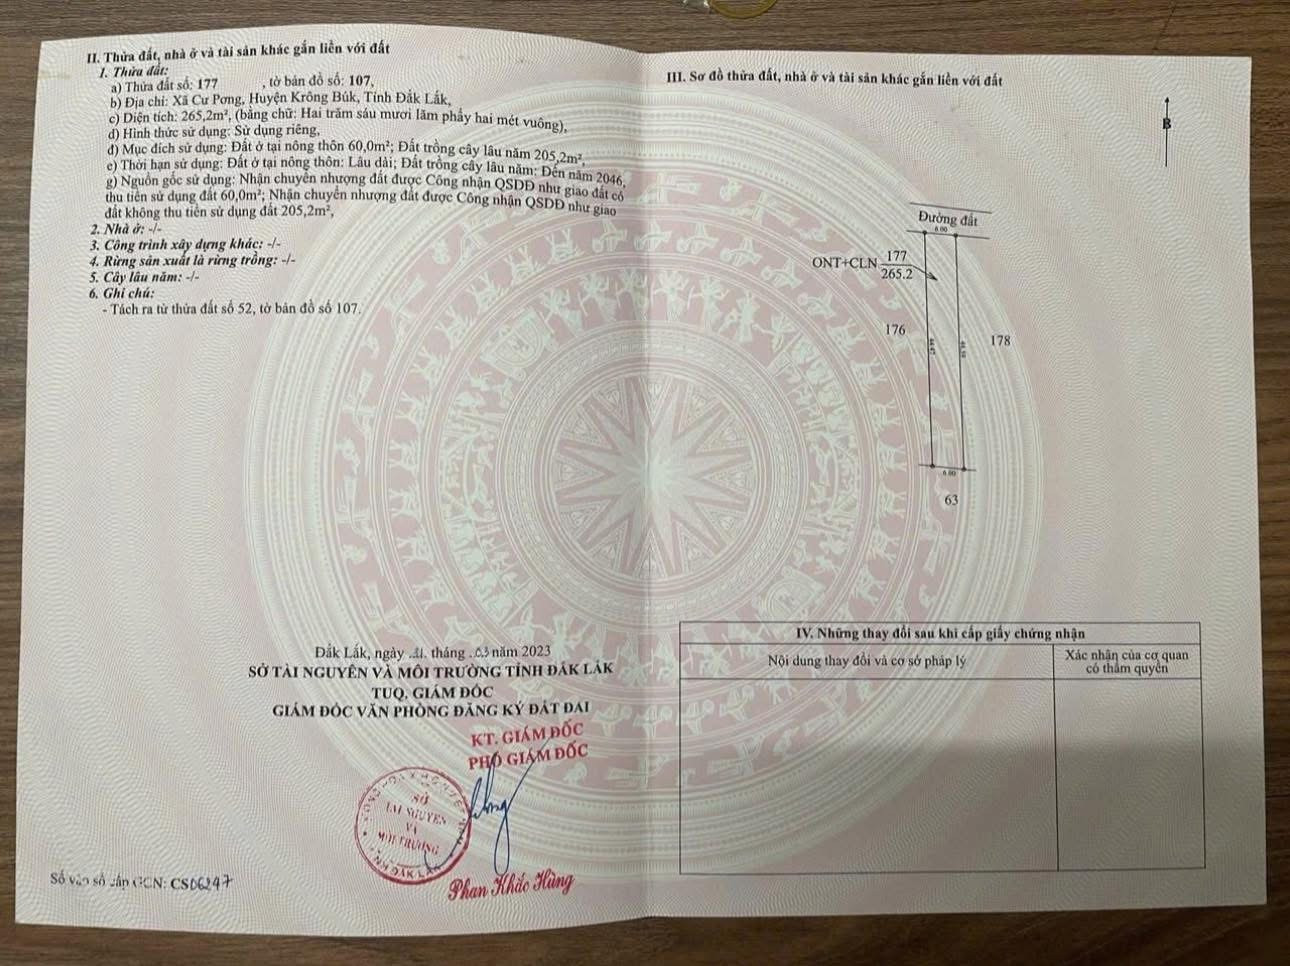 II. Thửa đất, nhà ở và tài sản khác gắn liền với đất
1. Thửa đất:
a) Thửa đất số: 177 , tờ bản đồ số: 107,
b) Địa chỉ: Xã Cư Pơng, Huyện Krông Búk, Tỉnh Đắk Lắk,
c) Diện tích: 265,2m², (bằng chữ: Hai trăm sáu mươi lăm phẩy hai mét vuông),
d) Hình thức sử dụng: Sử dụng riêng,
đ) Mục đích sử dụng: Đất ở tại nông thôn 60,0m²; Đất trồng cây lâu năm 205,2m²,
e) Thời hạn sử dụng: Đất ở tại nông thôn: Lâu dài; Đất trồng cây lâu năm: Đến năm 2046,
g) Nguồn gốc sử dụng: Nhận chuyển nhượng đất được Công nhận QSDĐ như giao đất có
thu tiền sử dụng đất 60,0m²; Nhận chuyển nhượng đất được Công nhận QSDĐ như giao
đất không thu tiền sử dụng đất 205,2m²,
2. Nhà ở: -/-
3. Công trình xây dựng khác: -/-
4. Rừng sản xuất là rừng trồng: -/-
5. Cây lâu năm: -/-
6. Ghi chú:
- Tách ra từ thửa đất số 52, tờ bản đồ số 107.
Đắk Lắk, ngày tháng .03 năm 2023
SỞ TÀI NGUYÊN VÀ MÔI TRƯỜNG TỈNH ĐẮK LẮK
TUQ. GIÁM ĐỐC
GIÁM ĐỐC VĂN PHÒNG ĐĂNG KÝ ĐẤT ĐAI
KT. GIÁM ĐỐC
PHÓ GIÁM ĐỐC
SỞ
TÀI NGUYÊN
VÀ
MÔI TRƯỜNG
Phan Khắc Hùng
Số vào sổ cấp GCN: CS06247
III. Sơ đồ thửa đất, nhà ở và tài sản khác gắn liền với đất
B
Đường đất
6.00
ONT+CLN 177
265.2
176
178
6.00
63
IV. Những thay đổi sau khi cấp giấy chứng nhận
Nội dung thay đổi và cơ sở pháp lý
Xác nhận của cơ quan
có thẩm quyền